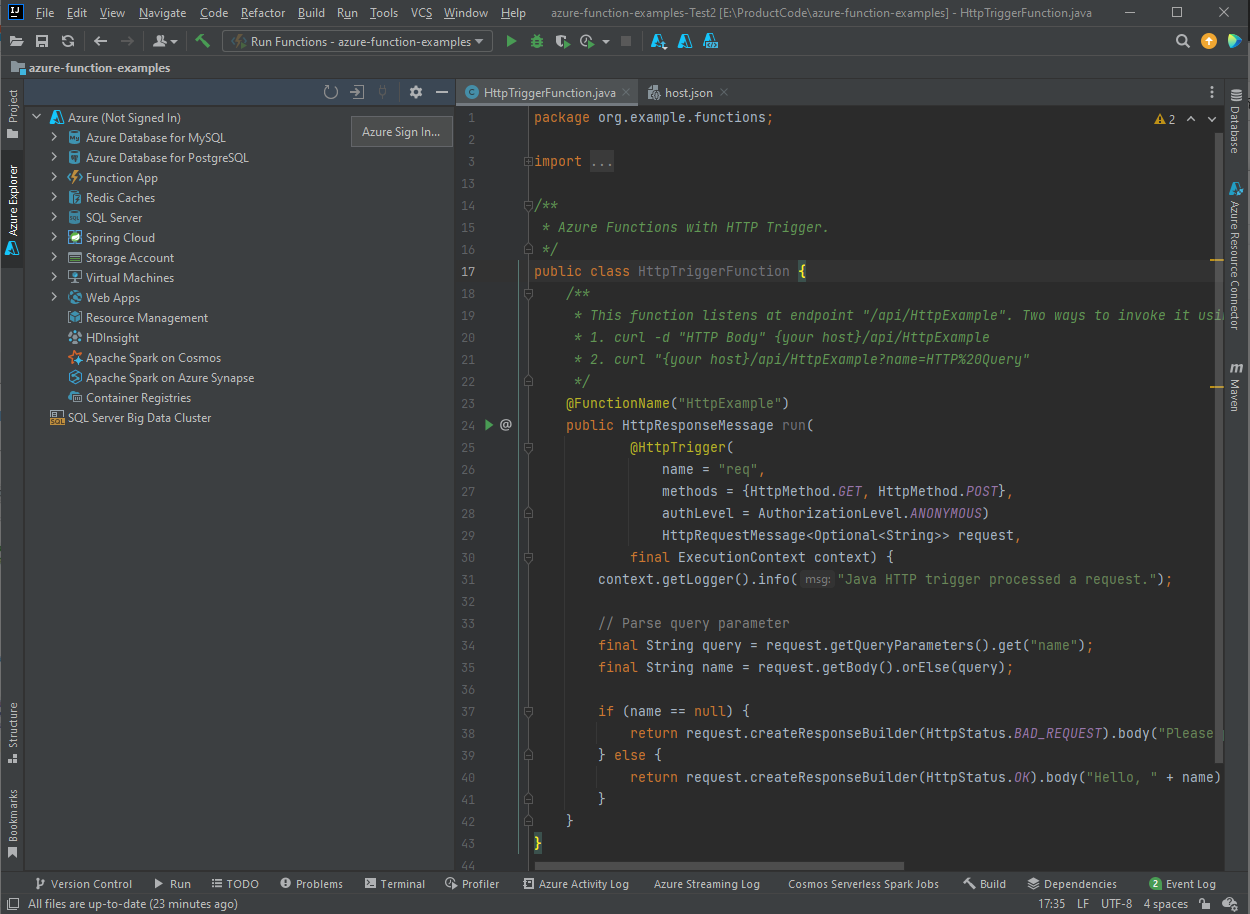 File Edit View Navigate Code Refactor Build Run Tools VCS Window Help azure-function-examples-Test2 [E:\ProductCode\azure-function-examples] - HttpTriggerFunction.java
Run Functions - azure-function-examples
azure-function-examples
Project
Azure Explorer
Structure
Bookmarks
Azure (Not Signed In)
Azure Sign In...
Azure Database for MySQL
Azure Database for PostgreSQL
Function App
Redis Caches
SQL Server
Spring Cloud
Storage Account
Virtual Machines
Web Apps
Resource Management
HDInsight
Apache Spark on Cosmos
Apache Spark on Azure Synapse
Container Registries
SQL Server Big Data Cluster
HttpTriggerFunction.java host.json
2
1 package org.example.functions;
2
3 import ...
13
14 /**
15 * Azure Functions with HTTP Trigger.
16 */
17 public class HttpTriggerFunction {
18 /**
19 * This function listens at endpoint "/api/HttpExample". Two ways to invoke it usi
20 * 1. curl -d "HTTP Body" {your host}/api/HttpExample
21 * 2. curl "{your host}/api/HttpExample?name=HTTP%20Query"
22 */
23 @FunctionName("HttpExample")
24 @ public HttpResponseMessage run(
25 @HttpTrigger(
26 name = "req",
27 methods = {HttpMethod.GET, HttpMethod.POST},
28 authLevel = AuthorizationLevel.ANONYMOUS)
29 HttpRequestMessage<Optional<String>> request,
30 final ExecutionContext context) {
31 context.getLogger().info( msg: "Java HTTP trigger processed a request.");
32
33 // Parse query parameter
34 final String query = request.getQueryParameters().get("name");
35 final String name = request.getBody().orElse(query);
36
37 if (name == null) {
38 return request.createResponseBuilder(HttpStatus.BAD_REQUEST).body("Please
39 } else {
40 return request.createResponseBuilder(HttpStatus.OK).body("Hello, " + name)
41 }
42 }
43 }
44
Database
Azure Resource Connector
m Maven
Version Control Run TODO Problems Terminal Profiler Azure Activity Log Azure Streaming Log Cosmos Serverless Spark Jobs Build Dependencies 2 Event Log
All files are up-to-date (23 minutes ago) 17:35 LF UTF-8 4 spaces